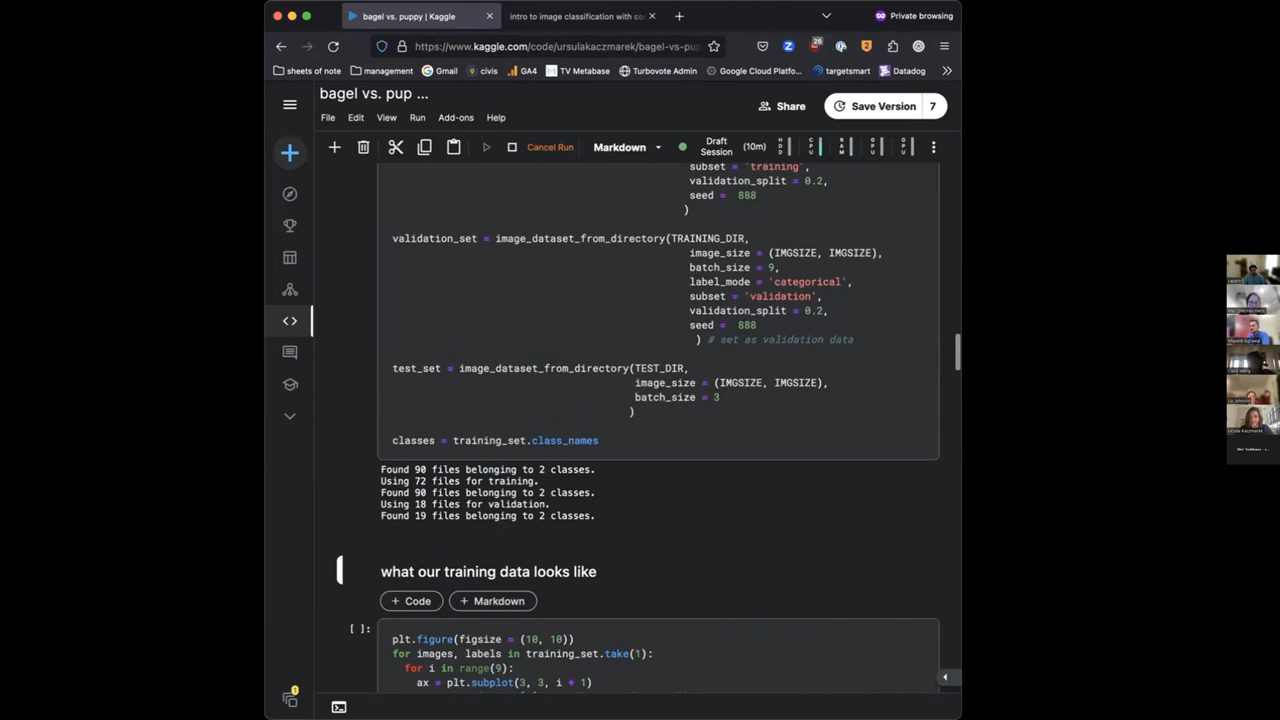 bagel vs. puppy | Kaggle
intro to image classification with co
Private browsing
https://www.kaggle.com/code/ursulakaczmarek/bagel-vs-pup
26
2
sheets of note
management
Gmail
civis
GA4
TV Metabase
Turbovote Admin
Google Cloud Platfo...
targetsmart
Datadog
bagel vs. pup ...
Share
Save Version
7
File Edit View Run Add-ons Help
Cancel Run
Markdown
Draft Session
(10m)
HDD
CPU
RAM
GPU
GPU
subset = 'training',
validation_split = 0.2,
seed = 888
)
validation_set = image_dataset_from_directory(TRAINING_DIR,
image_size = (IMGSIZE, IMGSIZE),
batch_size = 9,
label_mode = 'categorical',
subset = 'validation',
validation_split = 0.2,
seed = 888
) # set as validation data
test_set = image_dataset_from_directory(TEST_DIR,
image_size = (IMGSIZE, IMGSIZE),
batch_size = 3
)
classes = training_set.class_names
Found 90 files belonging to 2 classes.
Using 72 files for training.
Found 90 files belonging to 2 classes.
Using 18 files for validation.
Found 19 files belonging to 2 classes.
what our training data looks like
+ Code
+ Markdown
[ ]:
plt.figure(figsize = (10, 10))
for images, labels in training_set.take(1):
for i in range(9):
ax = plt.subplot(3, 3, i + 1)
1